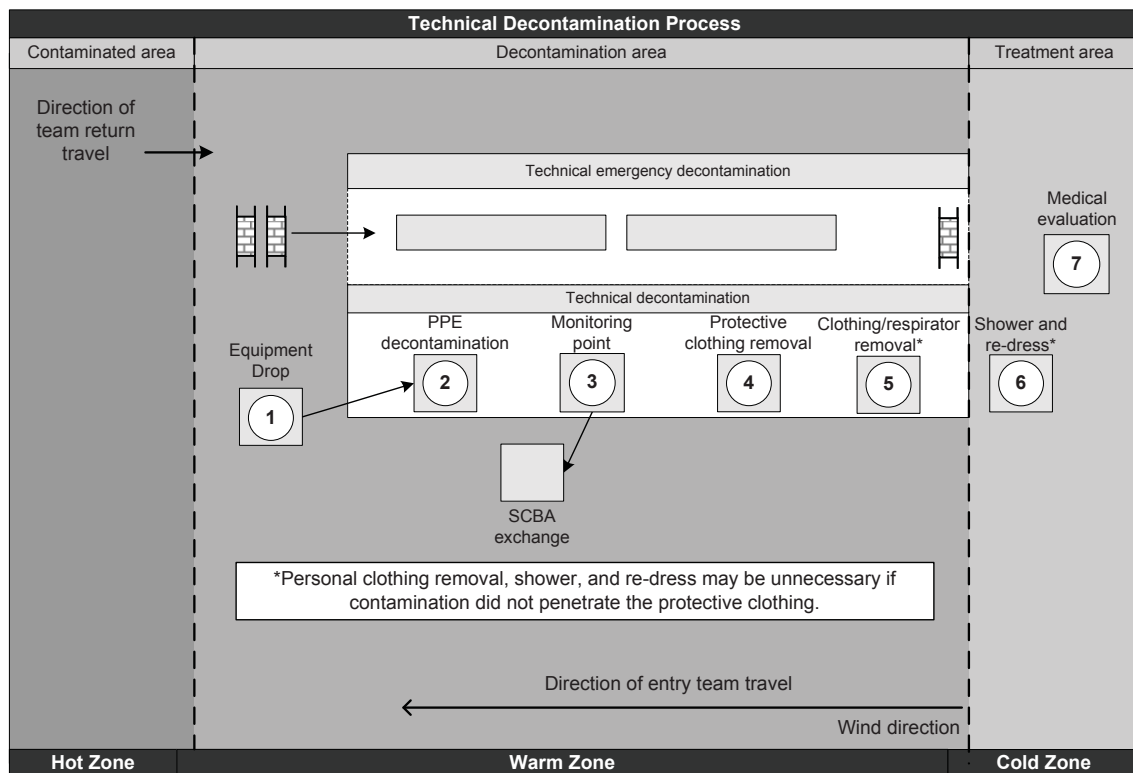 Technical Decontamination Process
Contaminated area
Decontamination area
Treatment area
Direction of
team return
travel
Technical emergency decontamination
Medical
evaluation
7
Technical decontamination
PPE
decontamination
2
Monitoring
point
3
Protective
clothing removal
4
Clothing/respirator
removal*
5
Shower and
re-dress*
6
Equipment
Drop
1
SCBA
exchange
*Personal clothing removal, shower, and re-dress may be unnecessary if
contamination did not penetrate the protective clothing.
Direction of entry team travel
Wind direction
Hot Zone
Warm Zone
Cold Zone